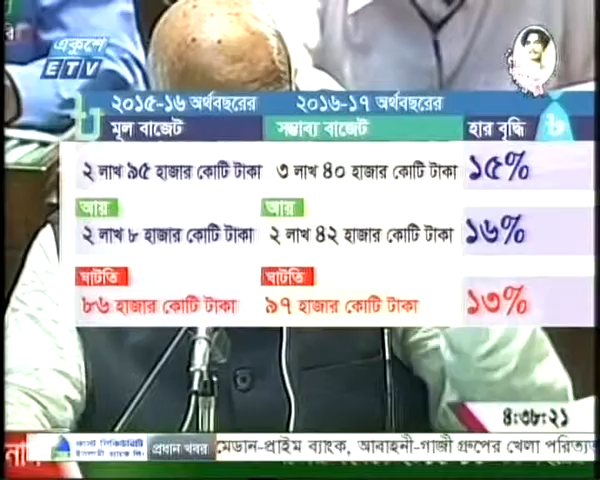 একুশে
ETV
২০১৫-১৬ অর্থবছরের ২০১৬-১৭ অর্থবছরের
মূল বাজেট সম্ভাব্য বাজেট হার বৃদ্ধি
২ লাখ ৯৫ হাজার কোটি টাকা ৩ লাখ ৪০ হাজার কোটি টাকা ১৫%
আয় আয়
২ লাখ ৮ হাজার কোটি টাকা ২ লাখ ৪২ হাজার কোটি টাকা ১৬%
ঘাটতি ঘাটতি
৮৬ হাজার কোটি টাকা ৯৭ হাজার কোটি টাকা ১৩%
৪:৩৮:২১
প্রধান খবর মেডান-প্রাইম ব্যাংক, আবাহনী-গাজী গ্রুপের খেলা পরিত্যক্ত